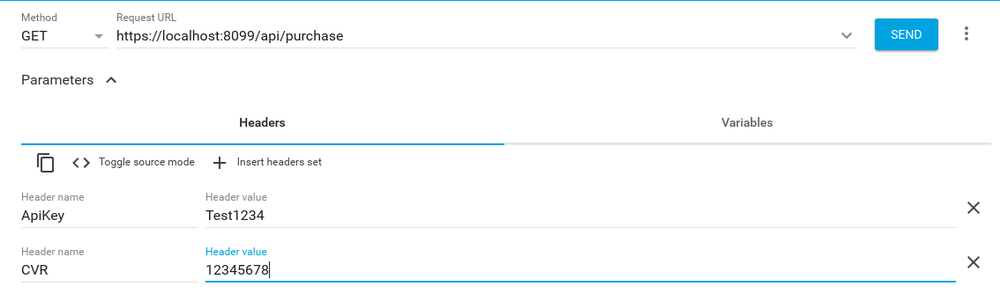 Method Request URL
GET https://localhost:8099/api/purchase SEND
Parameters
Headers Variables
Toggle source mode Insert headers set
Header name Header value
ApiKey Test1234
Header name Header value
CVR 12345678